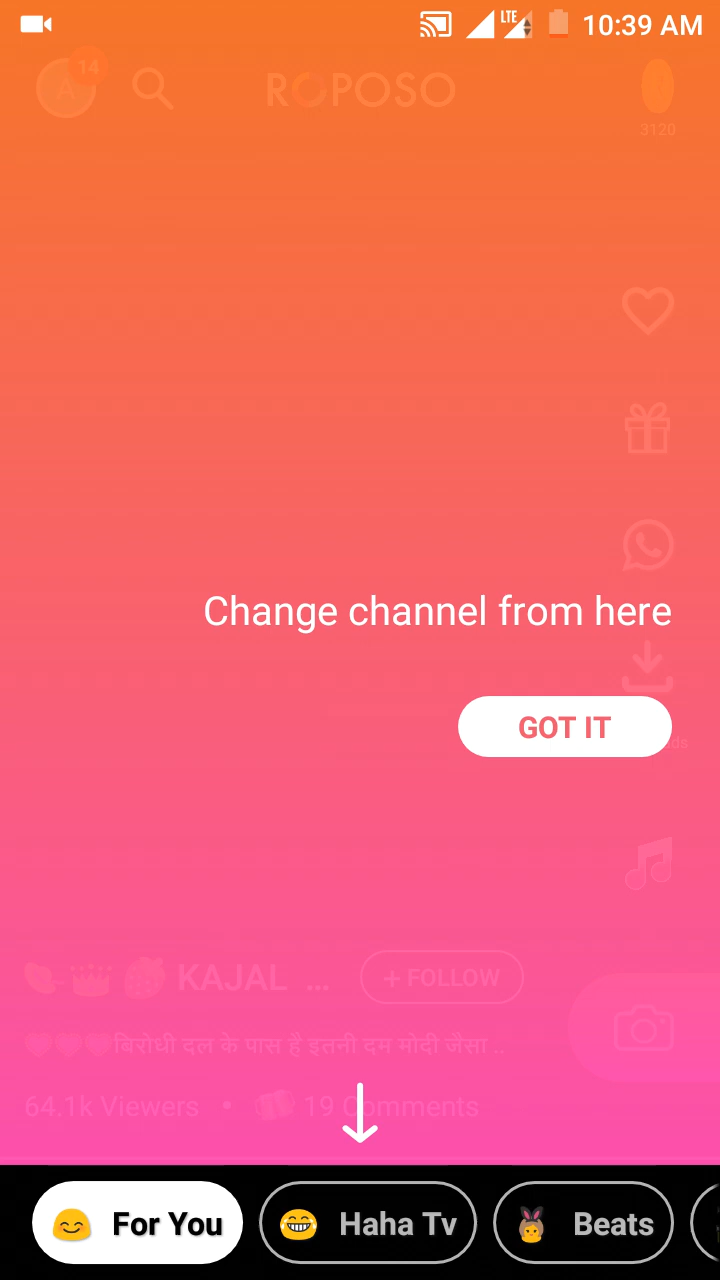 LTE 10:39 AM
14
A
ROPOSO
3120
Change channel from here
GOT IT
KAJAL ...
+ FOLLOW
बिरोधी दल के पास है इतनी दम मोदी जैसा ..
64.1k Viewers • 19 Comments
For You
Haha Tv
Beats